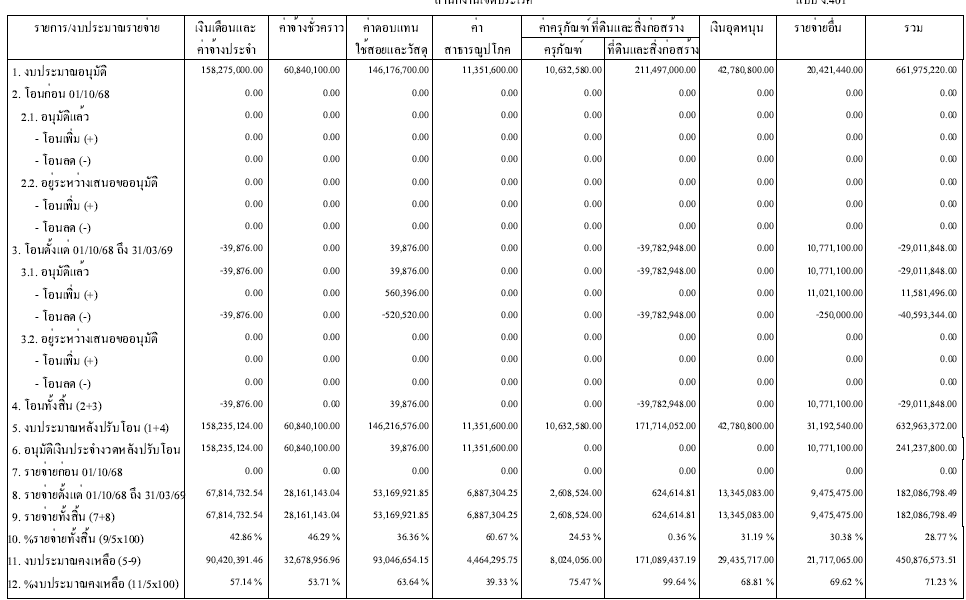 สำนักงานเขตประเวศ แบบ ง.401
รายการ/งบประมาณรายจ่าย เงินเดือนและ ค่าจ้างชั่วคราว ค่าตอบแทน ค่า ค่าครุภัณฑ์ ที่ดินและสิ่งก่อสร้าง เงินอุดหนุน รายจ่ายอื่น รวม
ค่าจ้างประจำ ใช้สอยและวัสดุ สาธารณูปโภค ครุภัณฑ์ ที่ดินและสิ่งก่อสร้าง
1. งบประมาณอนุมัติ 158,275,000.00 60,840,100.00 146,176,700.00 11,351,600.00 10,632,580.00 211,497,000.00 42,780,800.00 20,421,440.00 661,975,220.00
2. โอนก่อน 01/10/68 0.00 0.00 0.00 0.00 0.00 0.00 0.00 0.00 0.00
2.1. อนุมัติแล้ว 0.00 0.00 0.00 0.00 0.00 0.00 0.00 0.00 0.00
- โอนเพิ่ม (+) 0.00 0.00 0.00 0.00 0.00 0.00 0.00 0.00 0.00
- โอนลด (-) 0.00 0.00 0.00 0.00 0.00 0.00 0.00 0.00 0.00
2.2. อยู่ระหว่างเสนอขออนุมัติ 0.00 0.00 0.00 0.00 0.00 0.00 0.00 0.00 0.00
- โอนเพิ่ม (+) 0.00 0.00 0.00 0.00 0.00 0.00 0.00 0.00 0.00
- โอนลด (-) 0.00 0.00 0.00 0.00 0.00 0.00 0.00 0.00 0.00
3. โอนตั้งแต่ 01/10/68 ถึง 31/03/69 -39,876.00 0.00 39,876.00 0.00 0.00 -39,782,948.00 0.00 10,771,100.00 -29,011,848.00
3.1. อนุมัติแล้ว -39,876.00 0.00 39,876.00 0.00 0.00 -39,782,948.00 0.00 10,771,100.00 -29,011,848.00
- โอนเพิ่ม (+) 0.00 0.00 560,396.00 0.00 0.00 0.00 0.00 11,021,100.00 11,581,496.00
- โอนลด (-) -39,876.00 0.00 -520,520.00 0.00 0.00 -39,782,948.00 0.00 -250,000.00 -40,593,344.00
3.2. อยู่ระหว่างเสนอขออนุมัติ 0.00 0.00 0.00 0.00 0.00 0.00 0.00 0.00 0.00
- โอนเพิ่ม (+) 0.00 0.00 0.00 0.00 0.00 0.00 0.00 0.00 0.00
- โอนลด (-) 0.00 0.00 0.00 0.00 0.00 0.00 0.00 0.00 0.00
4. โอนทั้งสิ้น (2+3) -39,876.00 0.00 39,876.00 0.00 0.00 -39,782,948.00 0.00 10,771,100.00 -29,011,848.00
5. งบประมาณหลังปรับโอน (1+4) 158,235,124.00 60,840,100.00 146,216,576.00 11,351,600.00 10,632,580.00 171,714,052.00 42,780,800.00 31,192,540.00 632,963,372.00
6. อนุมัติเงินประจำงวดหลังปรับโอน 158,235,124.00 60,840,100.00 39,876.00 11,351,600.00 0.00 0.00 0.00 10,771,100.00 241,237,800.00
7. รายจ่ายก่อน 01/10/68 0.00 0.00 0.00 0.00 0.00 0.00 0.00 0.00 0.00
8. รายจ่ายตั้งแต่ 01/10/68 ถึง 31/03/69 67,814,732.54 28,161,143.04 53,169,921.85 6,887,304.25 2,608,524.00 624,614.81 13,345,083.00 9,475,475.00 182,086,798.49
9. รายจ่ายทั้งสิ้น (7+8) 67,814,732.54 28,161,143.04 53,169,921.85 6,887,304.25 2,608,524.00 624,614.81 13,345,083.00 9,475,475.00 182,086,798.49
10. %รายจ่ายทั้งสิ้น (9/5x100) 42.86 % 46.29 % 36.36 % 60.67 % 24.53 % 0.36 % 31.19 % 30.38 % 28.77 %
11. งบประมาณคงเหลือ (5-9) 90,420,391.46 32,678,956.96 93,046,654.15 4,464,295.75 8,024,056.00 171,089,437.19 29,435,717.00 21,717,065.00 450,876,573.51
12. %งบประมาณคงเหลือ (11/5x100) 57.14 % 53.71 % 63.64 % 39.33 % 75.47 % 99.64 % 68.81 % 69.62 % 71.23 %